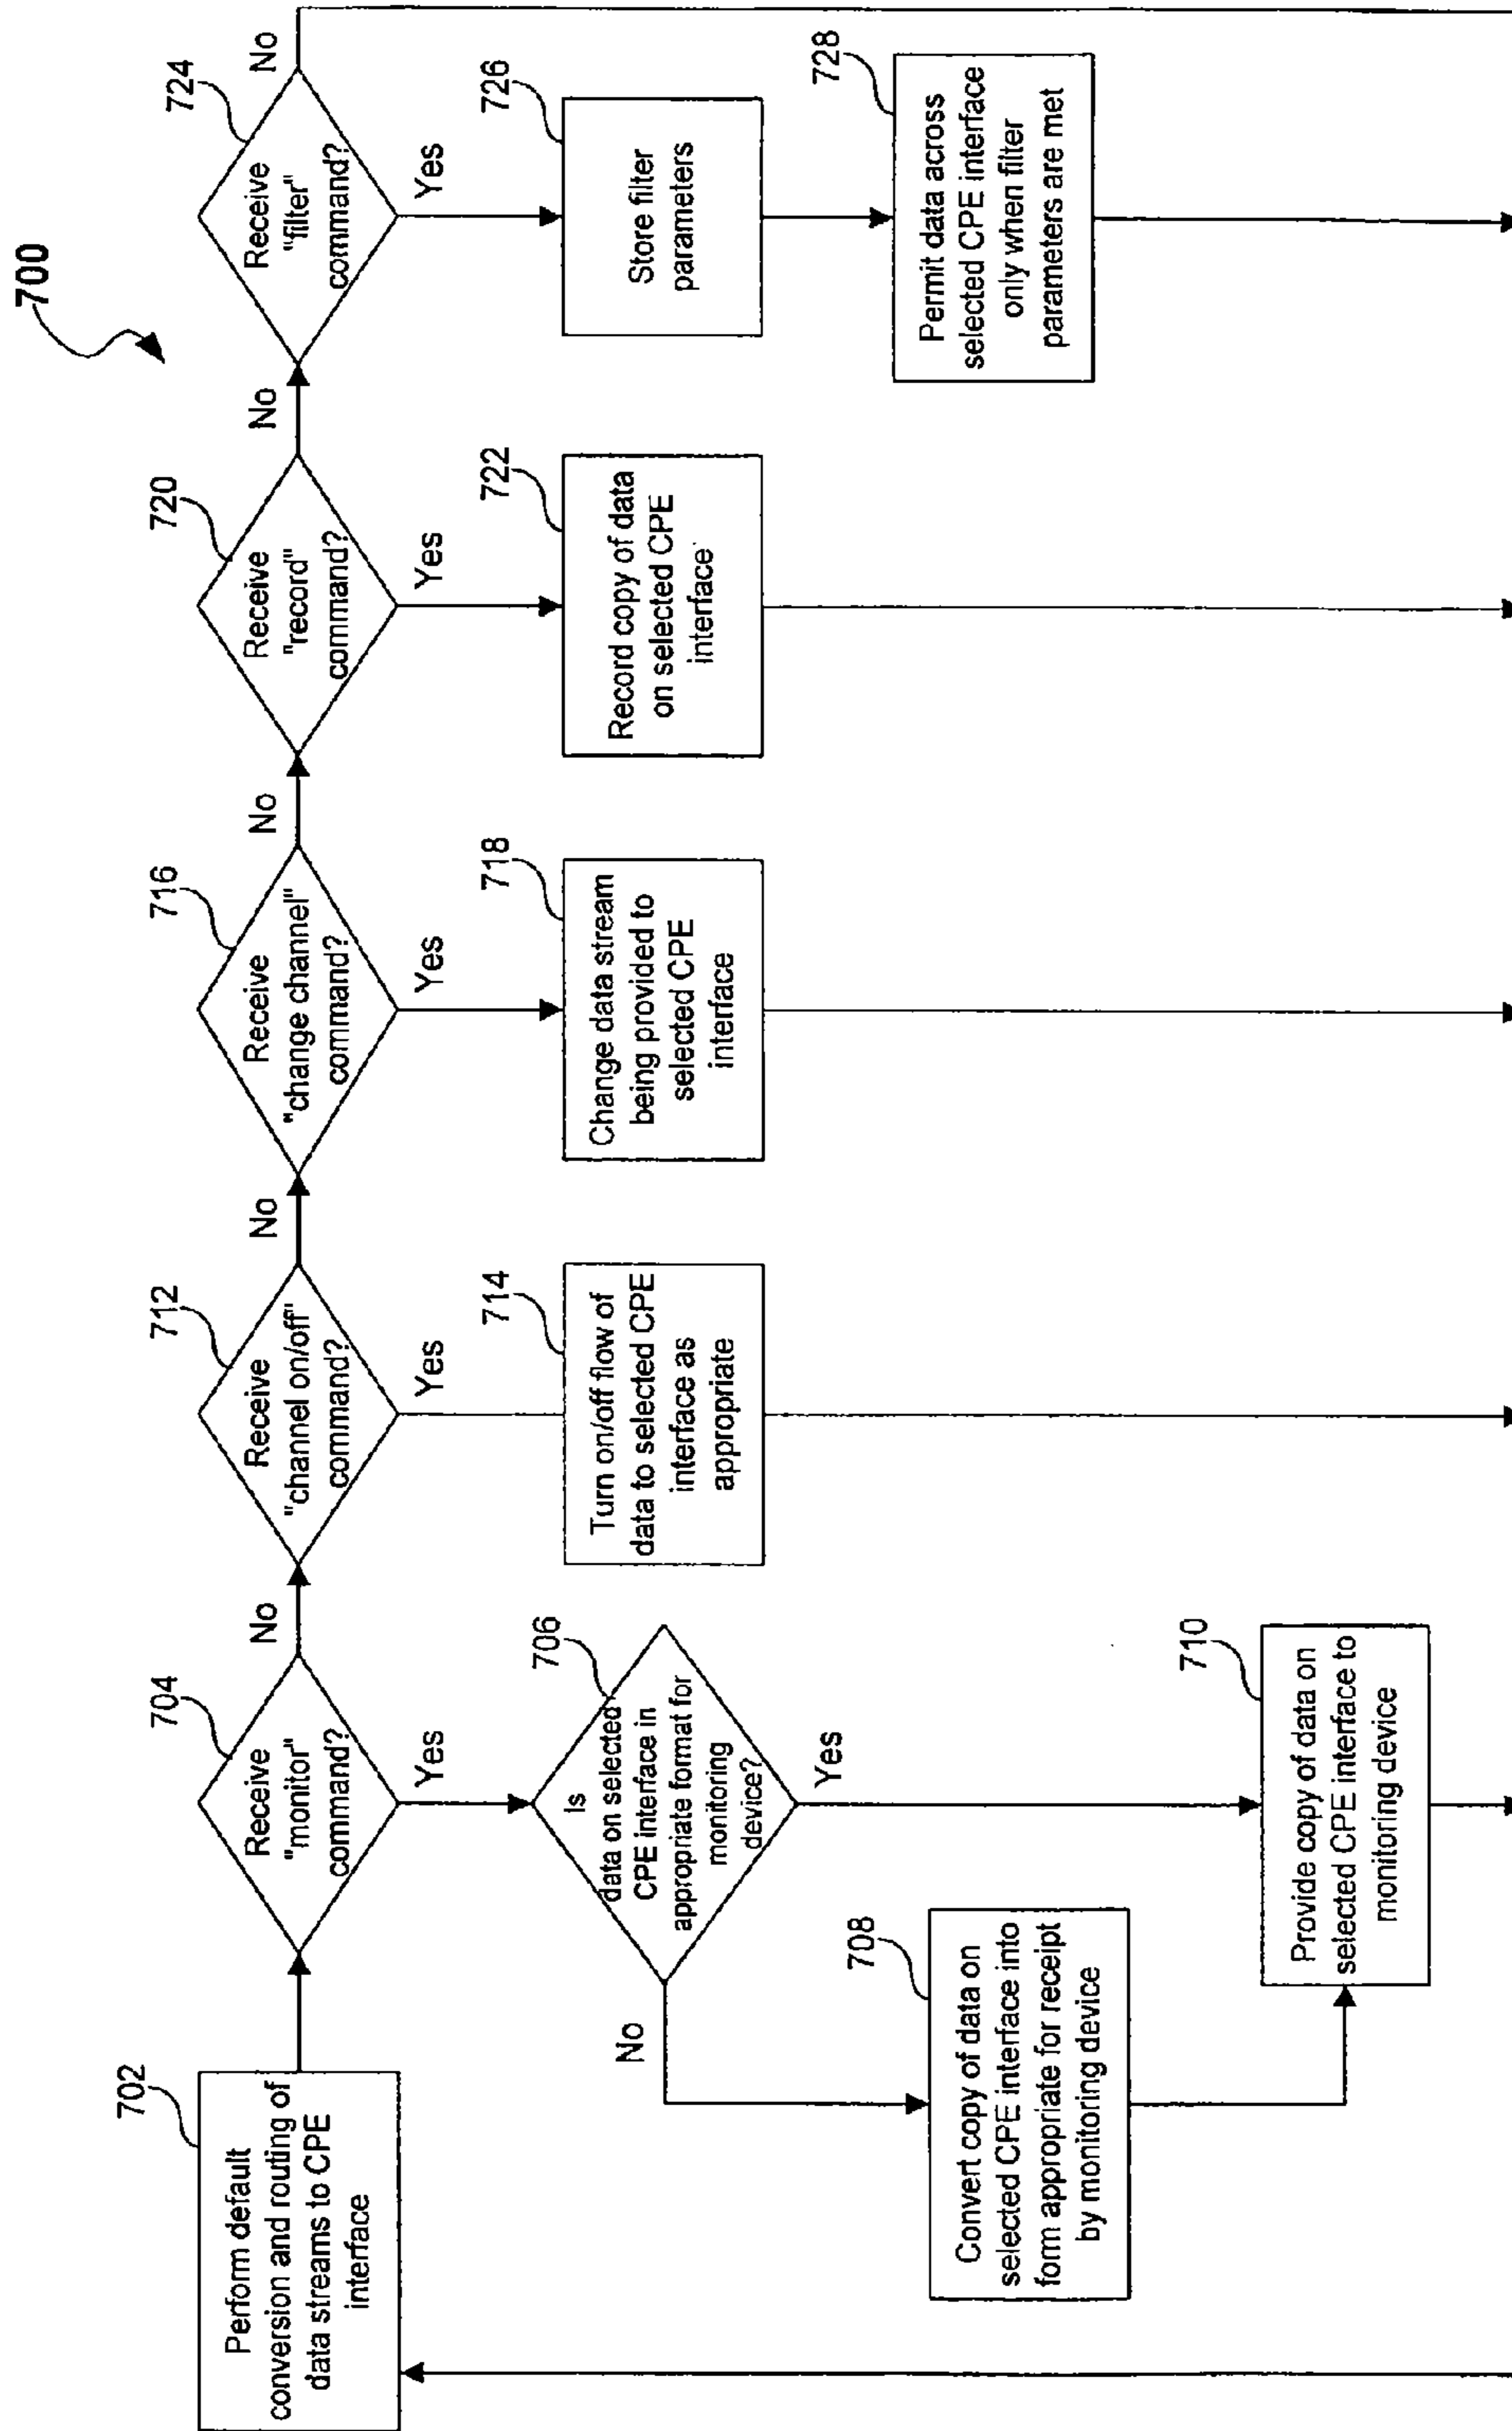 700
702
Perform default
conversion and routing of
data streams to CPE
interface
704
Receive
"monitor"
command?
No
Yes
706
Is
data on selected
CPE interface in
appropriate format for
monitoring
device?
No
Yes
708
Convert copy of data on
selected CPE interface into
form appropriate for receipt
by monitoring device
710
Provide copy of data on
selected CPE interface to
monitoring device
712
Receive
"channel on/off"
command?
No
Yes
714
Turn on/off flow of
data to selected CPE
interface as
appropriate
716
Receive
"change channel"
command?
No
Yes
718
Change data stream
being provided to
selected CPE
interface
720
Receive
"record"
command?
No
Yes
722
Record copy of data
on selected CPE
interface
724
Receive
"filter"
command?
No
Yes
726
Store filter
parameters
728
Permit data across
selected CPE interface
only when filter
parameters are met